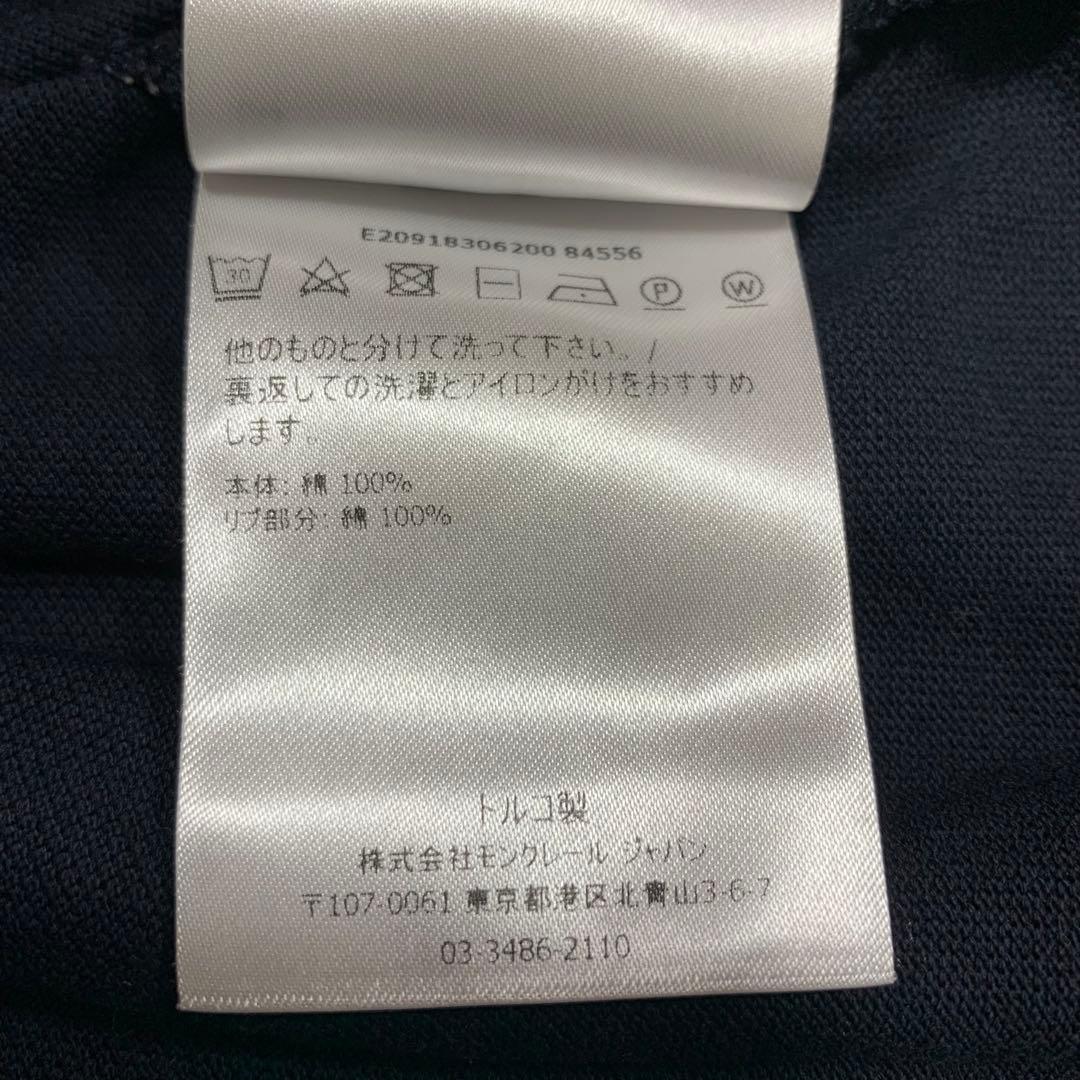 E20918306200 84556
30
P
W
他のものと分けて洗って下さい。/
裏返しての洗濯とアイロンがけをおすすめ
します。
本体: 綿 100%
リブ部分: 綿 100%
トルコ製
株式会社モンクレール ジャパン
〒107-0061 東京都港区北青山3-6-7
03-3486-2110